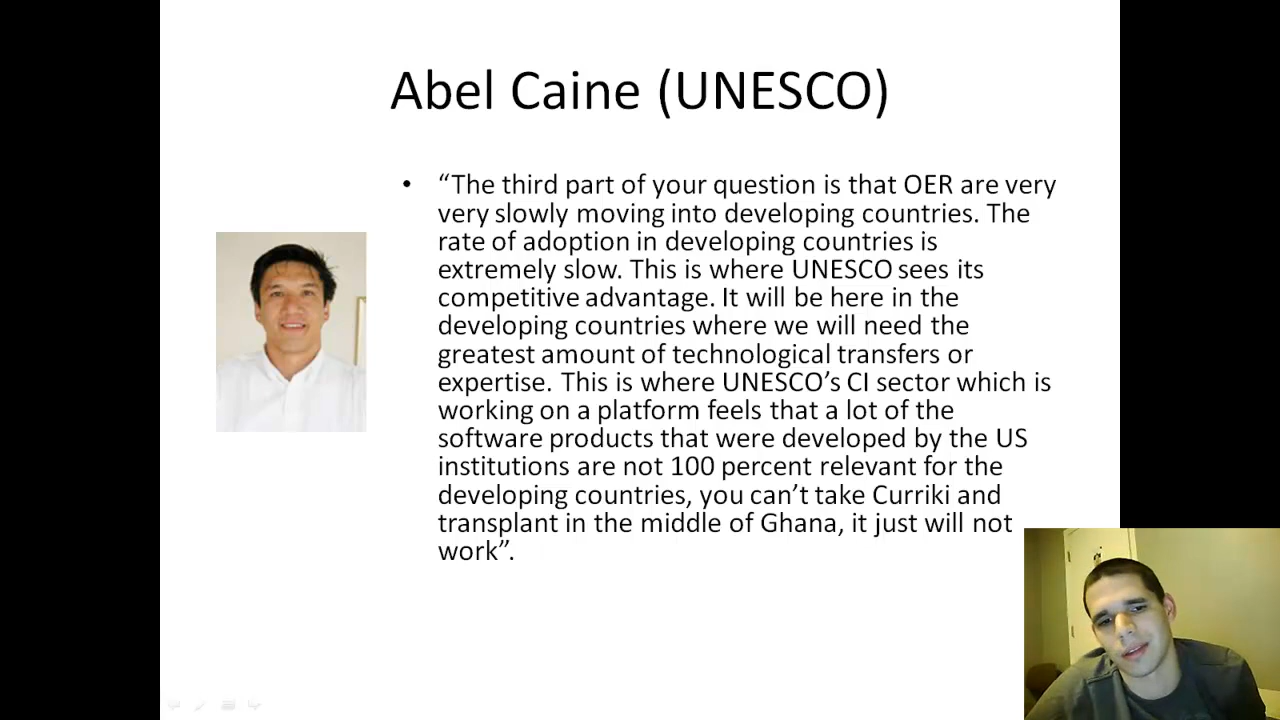 Abel Caine (UNESCO)
• “The third part of your question is that OER are very
very slowly moving into developing countries. The
rate of adoption in developing countries is
extremely slow. This is where UNESCO sees its
competitive advantage. It will be here in the
developing countries where we will need the
greatest amount of technological transfers or
expertise. This is where UNESCO’s CI sector which is
working on a platform feels that a lot of the
software products that were developed by the US
institutions are not 100 percent relevant for the
developing countries, you can’t take Curriki and
transplant in the middle of Ghana, it just will not
work”.